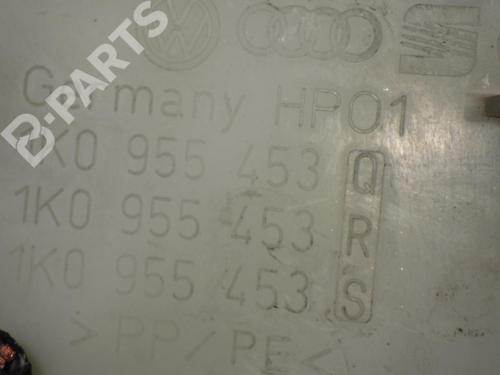 B-PARTS
Germany HP01
1K0 955 453 Q
1K0 955 453 R
1K0 955 453 S
>PP/PE<